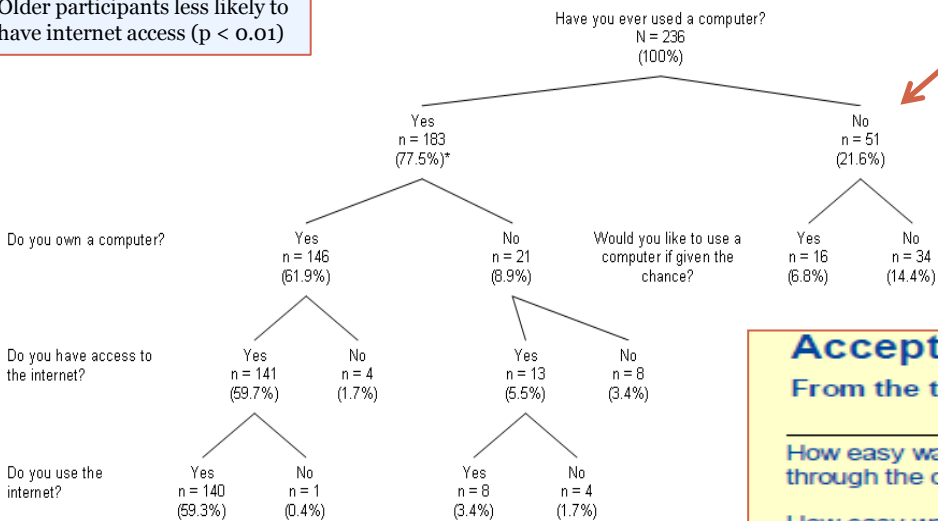 Older participants less likely to
have internet access (p < 0.01)
Have you ever used a computer?
N = 236
(100%)
Yes
n = 183
(77.5%)*
No
n = 51
(21.6%)
Do you own a computer?
Yes
n = 146
(61.9%)
No
n = 21
(8.9%)
Would you like to use a
computer if given the
chance?
Yes
n = 16
(6.8%)
No
n = 34
(14.4%)
Do you have access to
the internet?
Yes
n = 141
(59.7%)
No
n = 4
(1.7%)
Yes
n = 13
(5.5%)
No
n = 8
(3.4%)
Accept
From the t
How easy wa
through the c
Do you use the
internet?
Yes
n = 140
(59.3%)
No
n = 1
(0.4%)
Yes
n = 8
(3.4%)
No
n = 4
(1.7%)